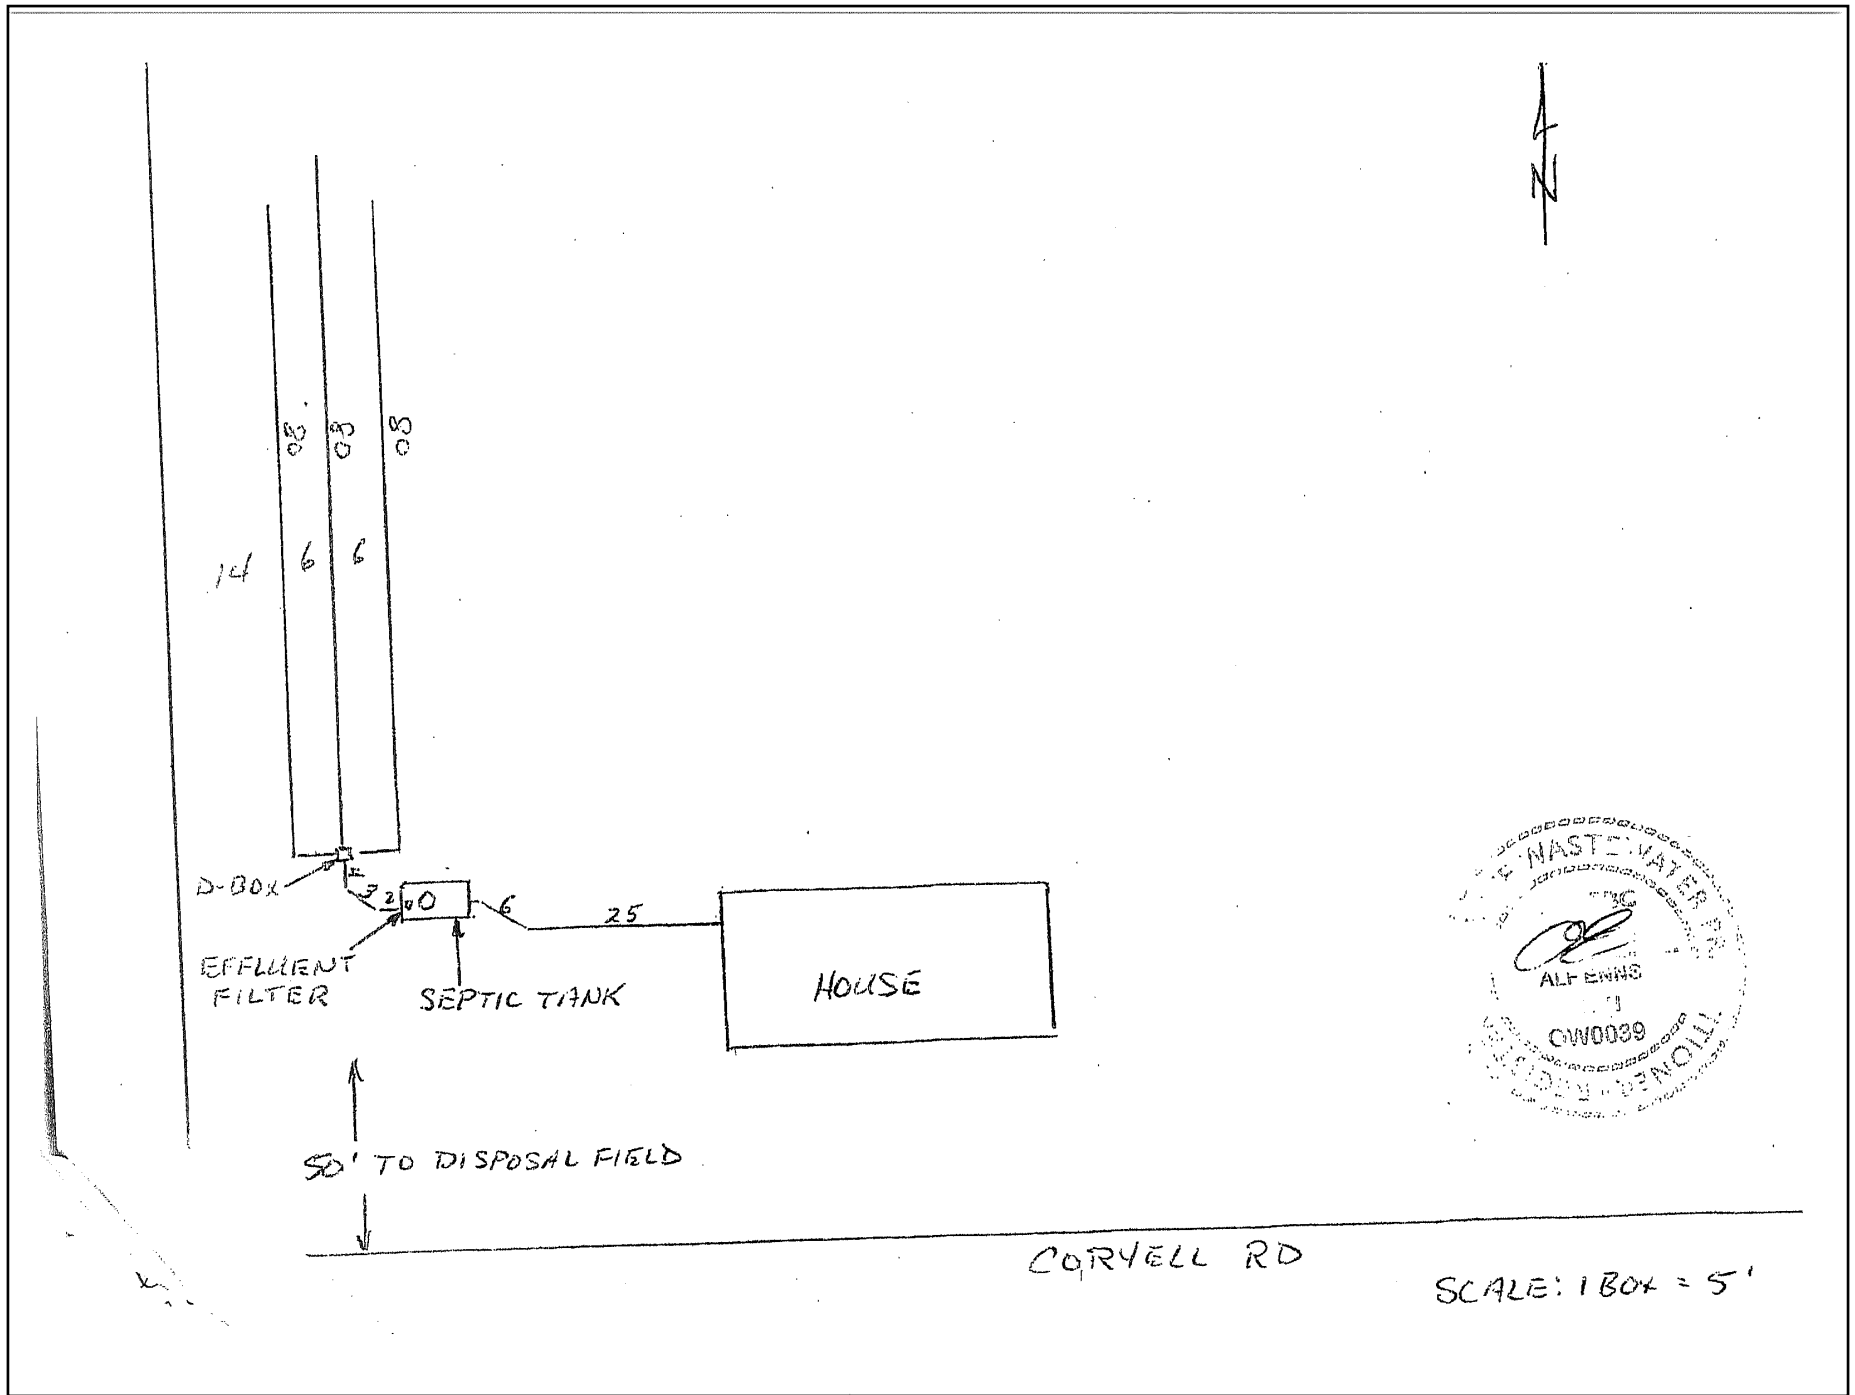 N
80
80
80
14
6
6
D-BOX
3
2
6
25
EFFLUENT
FILTER
SEPTIC TANK
HOUSE
50' TO DISPOSAL FIELD
CORYELL RD
SCALE: 1 BOX = 5'
WASTEWATER
ALF ENNS
OW0039